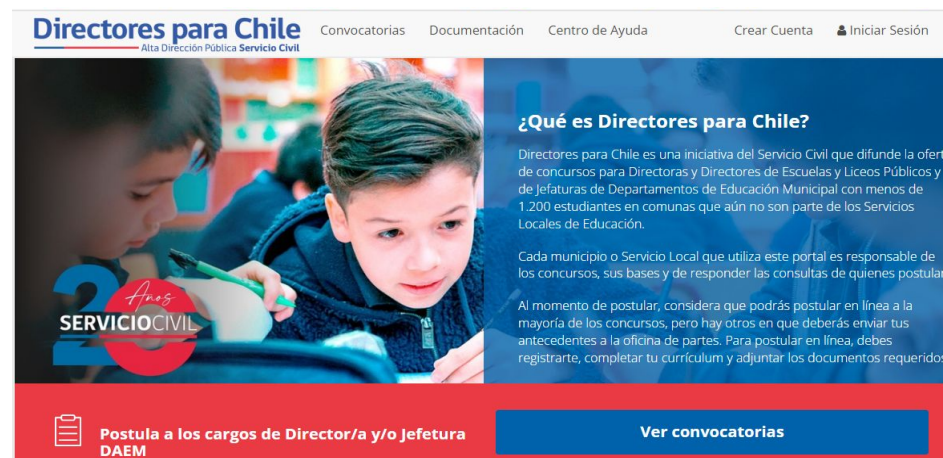 Directores para Chile
Alta Dirección Pública Servicio Civil
Convocatorias Documentación Centro de Ayuda Crear Cuenta Iniciar Sesión
¿Qué es Directores para Chile?
Directores para Chile es una iniciativa del Servicio Civil que difunde la ofert
de concursos para Directoras y Directores de Escuelas y Liceos Públicos y
de Jefaturas de Departamentos de Educación Municipal con menos de
1.200 estudiantes en comunas que aún no son parte de los Servicios
Locales de Educación.
Cada municipio o Servicio Local que utiliza este portal es responsable de
los concursos, sus bases y de responder las consultas de quienes postular
Al momento de postular, considera que podrás postular en línea a la
mayoría de los concursos, pero hay otros en que deberás enviar tus
antecedentes a la oficina de partes. Para postular en línea, debes
registrarte, completar tu currículum y adjuntar los documentos requeridos
20 Años
SERVICIO CIVIL
Postula a los cargos de Director/a y/o Jefetura
DAEM
Ver convocatorias